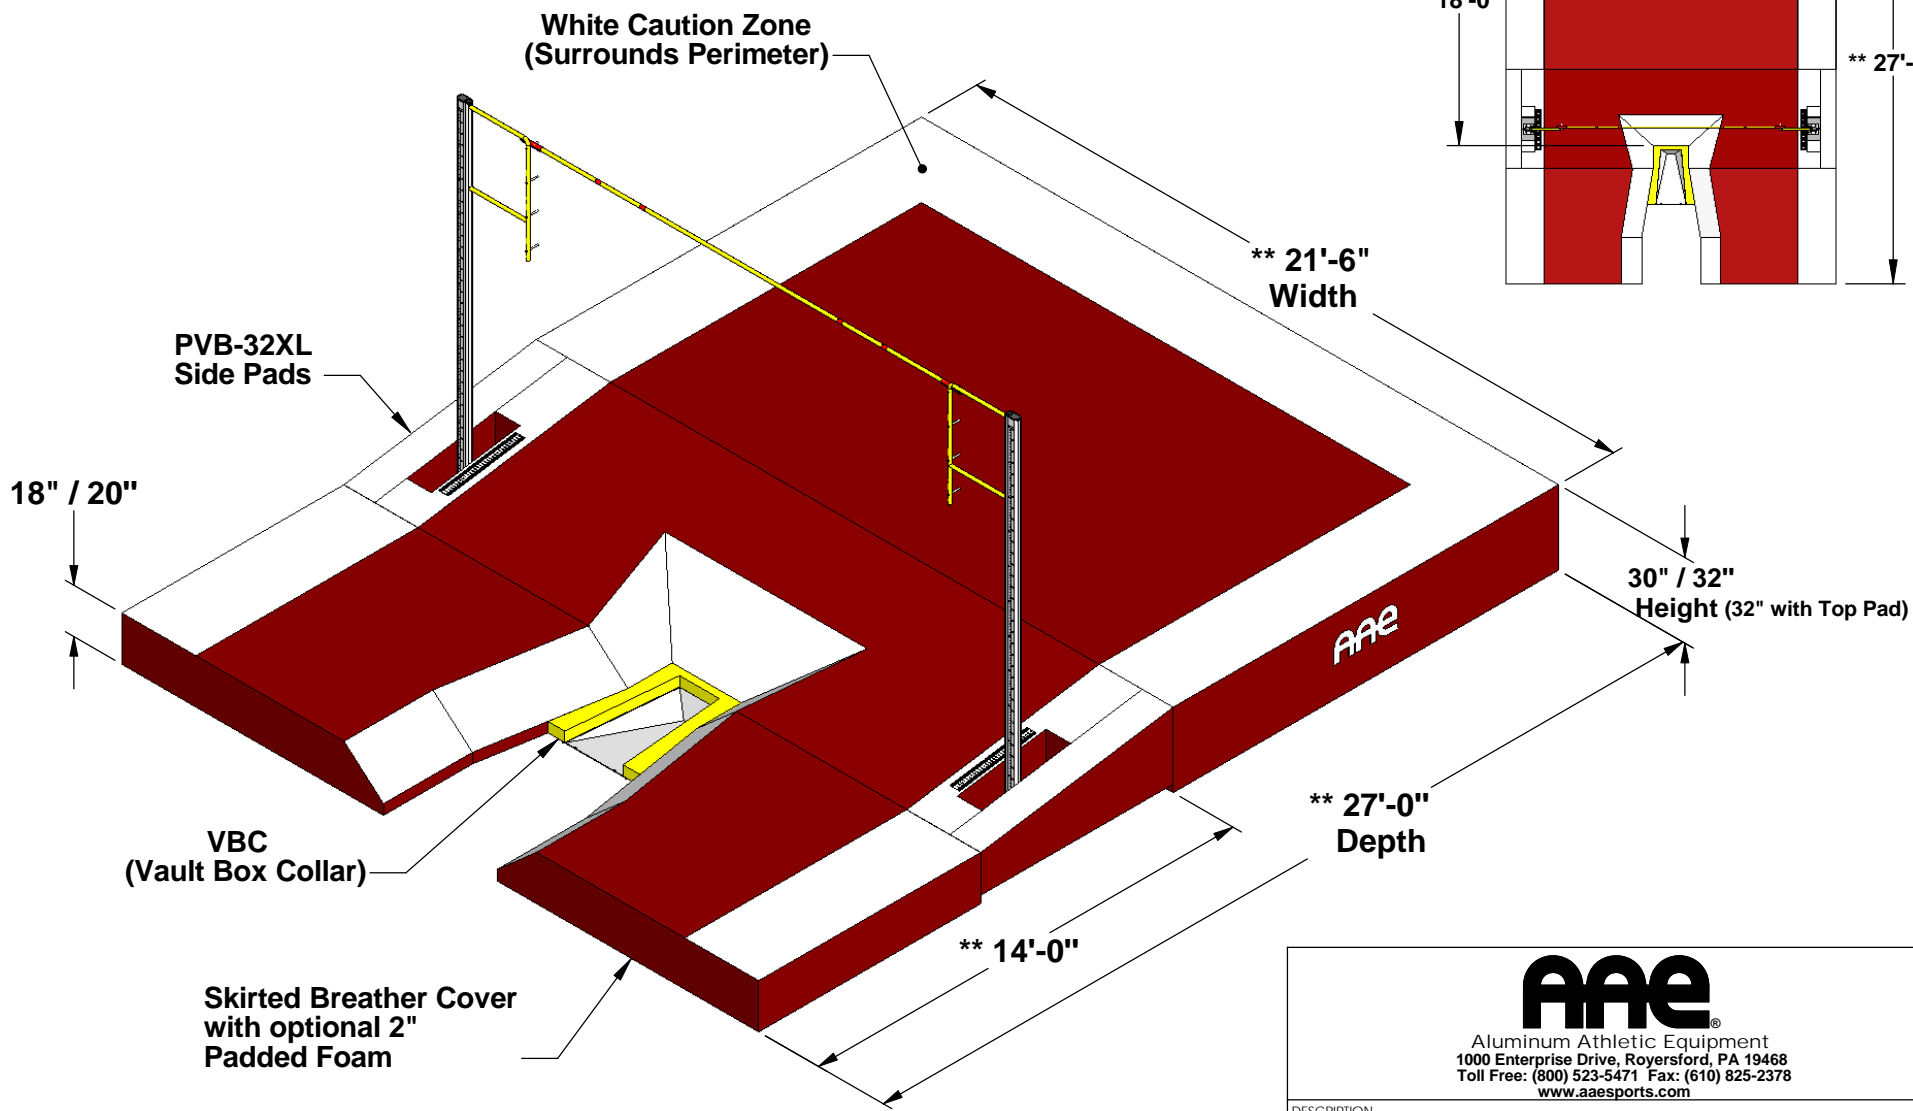 White Caution Zone
(Surrounds Perimeter)
18'-0"
** 27'-
** 21'-6"
Width
PVB-32XL
Side Pads
18" / 20"
30" / 32"
Height (32" with Top Pad)
AAE
VBC
(Vault Box Collar)
** 27'-0"
Depth
** 14'-0"
Skirted Breather Cover
with optional 2"
Padded Foam
AAE®
Aluminum Athletic Equipment
1000 Enterprise Drive, Royersford, PA 19468
Toll Free: (800) 523-5471 Fax: (610) 825-2378
www.aaesports.com
DESCRIPTION